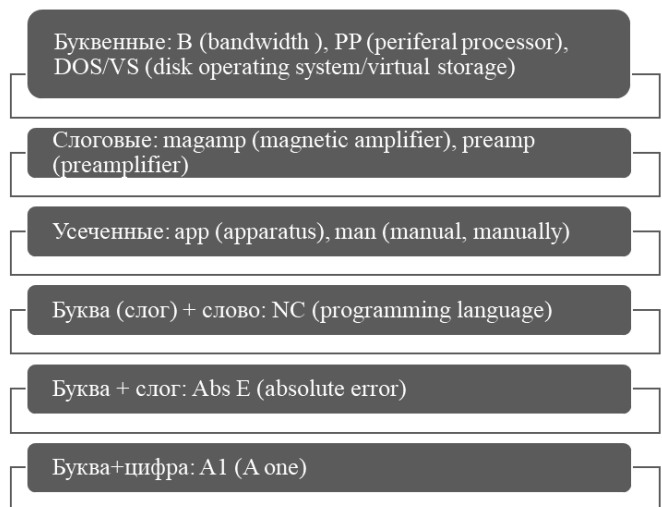 Буквенные: B (bandwidth ), PP (periferal processor),
DOS/VS (disk operating system/virtual storage)
Слоговые: magamp (magnetic amplifier), preamp
(preamplifier)
Усеченные: app (apparatus), man (manual, manually)
Буква (слог) + слово: NC (programming language)
Буква + слог: Abs E (absolute error)
Буква+цифра: A1 (A one)